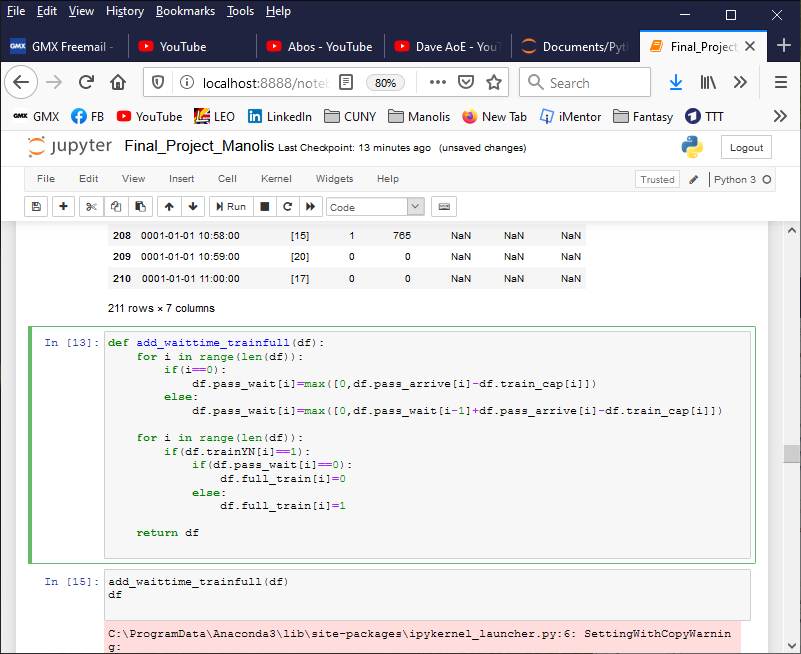 File Edit View History Bookmarks Tools Help
GMX GMX Freemail - YouTube Abos - YouTube Dave AoE - You Documents/Pyt Final_Project
localhost:8888/note 80% Search
GMX GMX FB YouTube LEO LinkedIn CUNY Manolis New Tab iMentor Fantasy TTT
jupyter Final_Project_Manolis Last Checkpoint: 13 minutes ago (unsaved changes) Logout
File Edit View Insert Cell Kernel Widgets Help Trusted Python 3
Run Code
208 0001-01-01 10:58:00 [15] 1 765 NaN NaN NaN
209 0001-01-01 10:59:00 [20] 0 0 NaN NaN NaN
210 0001-01-01 11:00:00 [17] 0 0 NaN NaN NaN
211 rows × 7 columns
In [13]: def add_waittime_trainfull(df):
for i in range(len(df)):
if(i==0):
df.pass_wait[i]=max([0,df.pass_arrive[i]-df.train_cap[i]])
else:
df.pass_wait[i]=max([0,df.pass_wait[i-1]+df.pass_arrive[i]-df.train_cap[i]])
for i in range(len(df)):
if(df.trainYN[i]==1):
if(df.pass_wait[i]==0):
df.full_train[i]=0
else:
df.full_train[i]=1
return df
In [15]: add_waittime_trainfull(df)
df
C:\ProgramData\Anaconda3\lib\site-packages\ipykernel_launcher.py:6: SettingWithCopyWarnin
g: